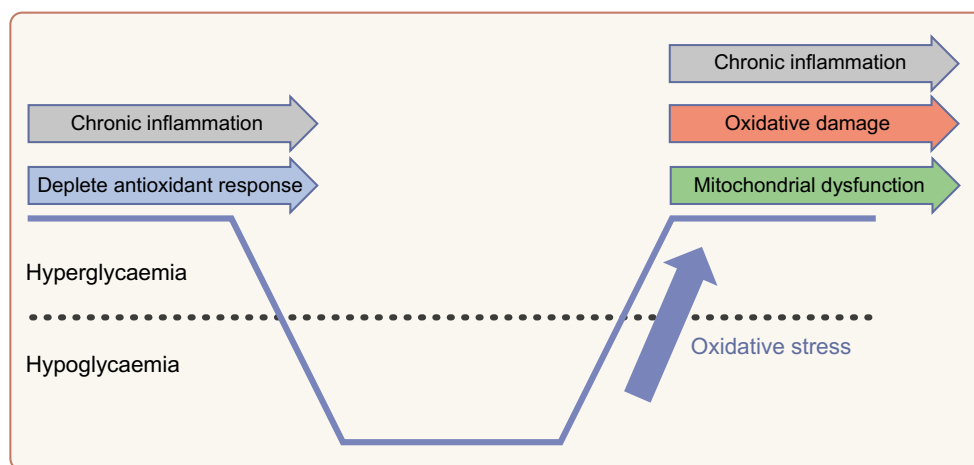 Chronic inflammation
Chronic inflammation
Oxidative damage
Deplete antioxidant response
Mitochondrial dysfunction
Hyperglycaemia
Hypoglycaemia
Oxidative stress